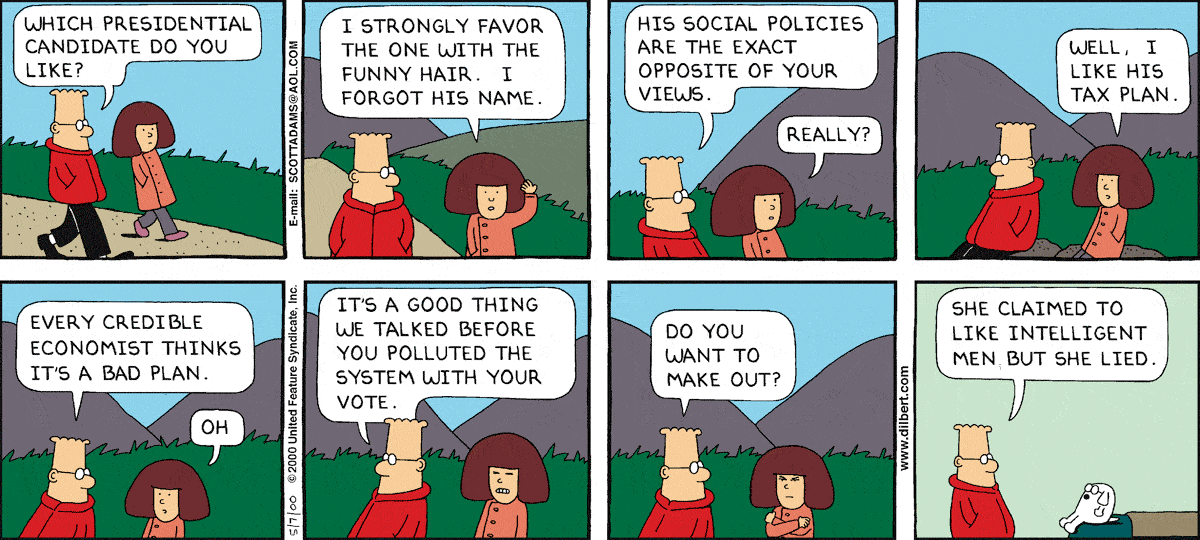 WHICH PRESIDENTIAL
CANDIDATE DO YOU
LIKE?
E-mail: SCOTTADAMS@AOL.COM
I STRONGLY FAVOR
THE ONE WITH THE
FUNNY HAIR. I
FORGOT HIS NAME.
HIS SOCIAL POLICIES
ARE THE EXACT
OPPOSITE OF YOUR
VIEWS.
REALLY?
WELL, I
LIKE HIS
TAX PLAN.
EVERY CREDIBLE
ECONOMIST THINKS
IT'S A BAD PLAN.
OH
5/7/00 © 2000 United Feature Syndicate, Inc.
IT'S A GOOD THING
WE TALKED BEFORE
YOU POLLUTED THE
SYSTEM WITH YOUR
VOTE.
DO YOU
WANT TO
MAKE OUT?
www.dilbert.com
SHE CLAIMED TO
LIKE INTELLIGENT
MEN, BUT SHE LIED.